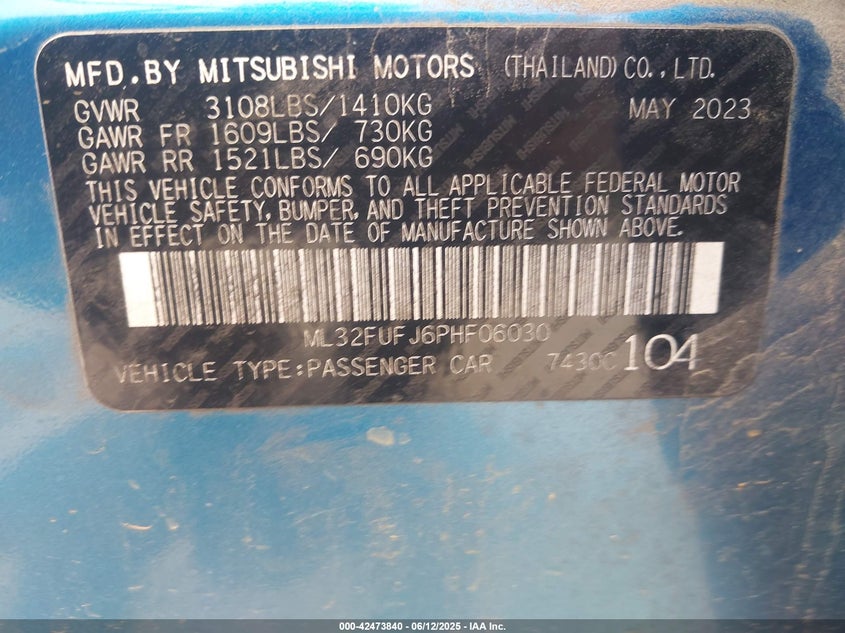 MFD.BY MITSUBISHI MOTORS (THAILAND) CO.,LTD.
GVWR 3108LBS/1410KG MAY 2023
GAWR FR 1609LBS/ 730KG
GAWR RR 1521LBS/ 690KG
THIS VEHICLE CONFORMS TO ALL APPLICABLE FEDERAL MOTOR
VEHICLE SAFETY, BUMPER, AND THEFT PREVENTION STANDARDS
IN EFFECT ON THE DATE OF MANUFACTURE SHOWN ABOVE.
ML32FUFJ6PHF06030
VEHICLE TYPE:PASSENGER CAR 7430C 104
000-42473840 - 06/12/2025 - IAA Inc.